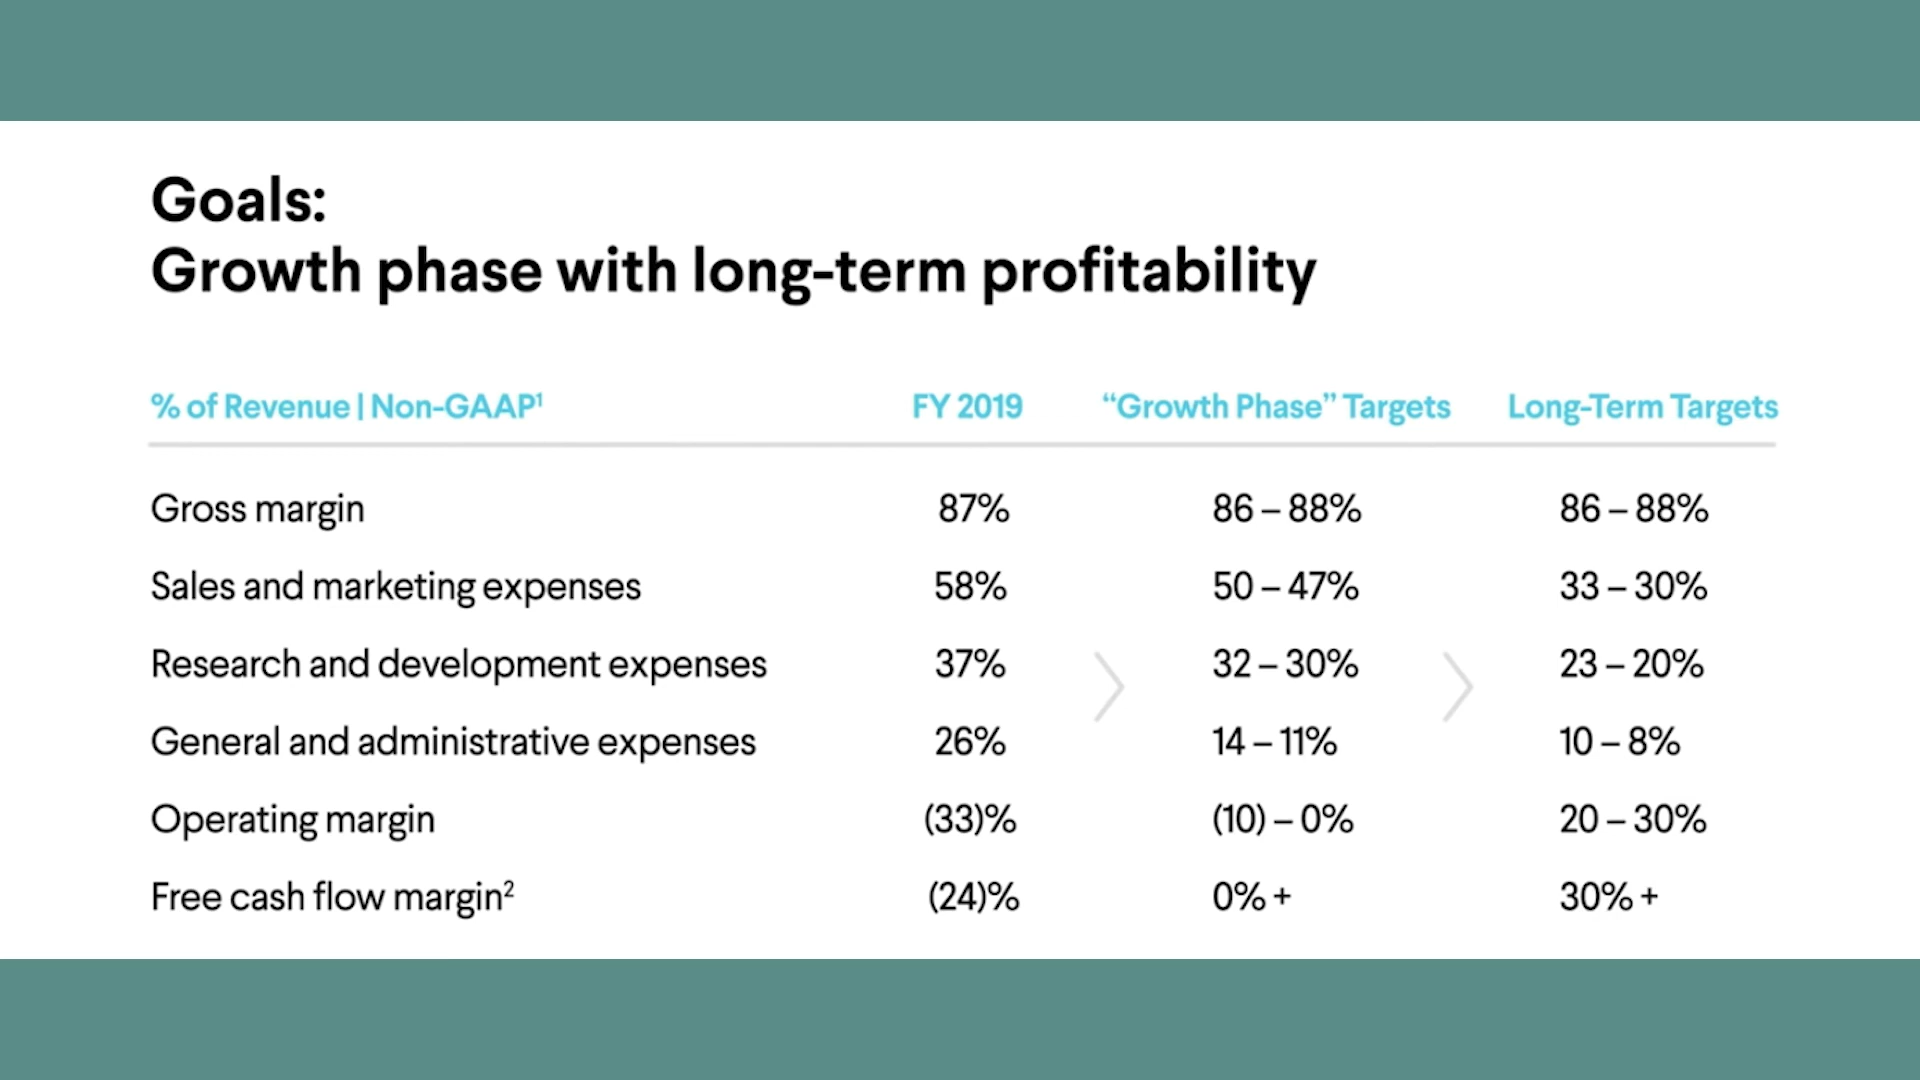 Goals:
Growth phase with long-term profitability
% of Revenue | Non-GAAP¹ FY 2019 “Growth Phase” Targets Long-Term Targets
Gross margin 87% 86 – 88% 86 – 88%
Sales and marketing expenses 58% 50 – 47% 33 – 30%
Research and development expenses 37% 32 – 30% 23 – 20%
General and administrative expenses 26% 14 – 11% 10 – 8%
Operating margin (33)% (10) – 0% 20 – 30%
Free cash flow margin² (24)% 0% + 30% +